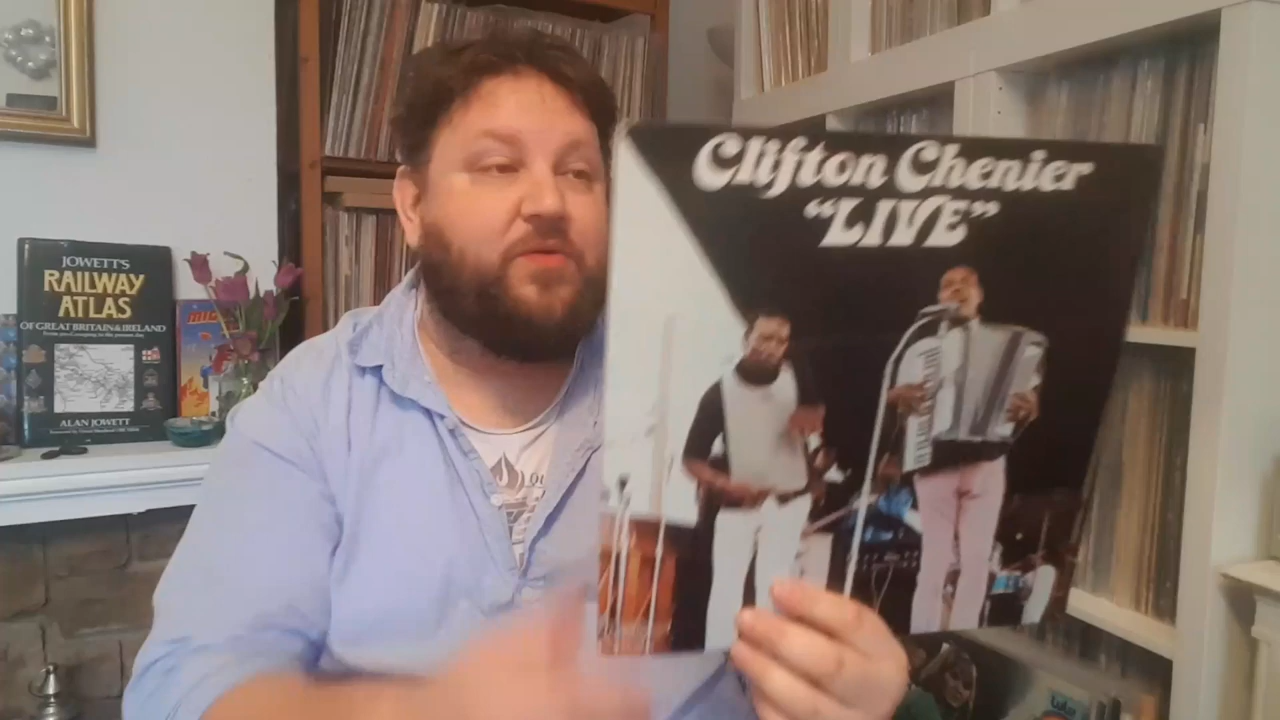 JOWETT'S
RAILWAY
ATLAS
OF GREAT BRITAIN & IRELAND
ALAN JOWETT
Clifton Chenier
"LIVE"